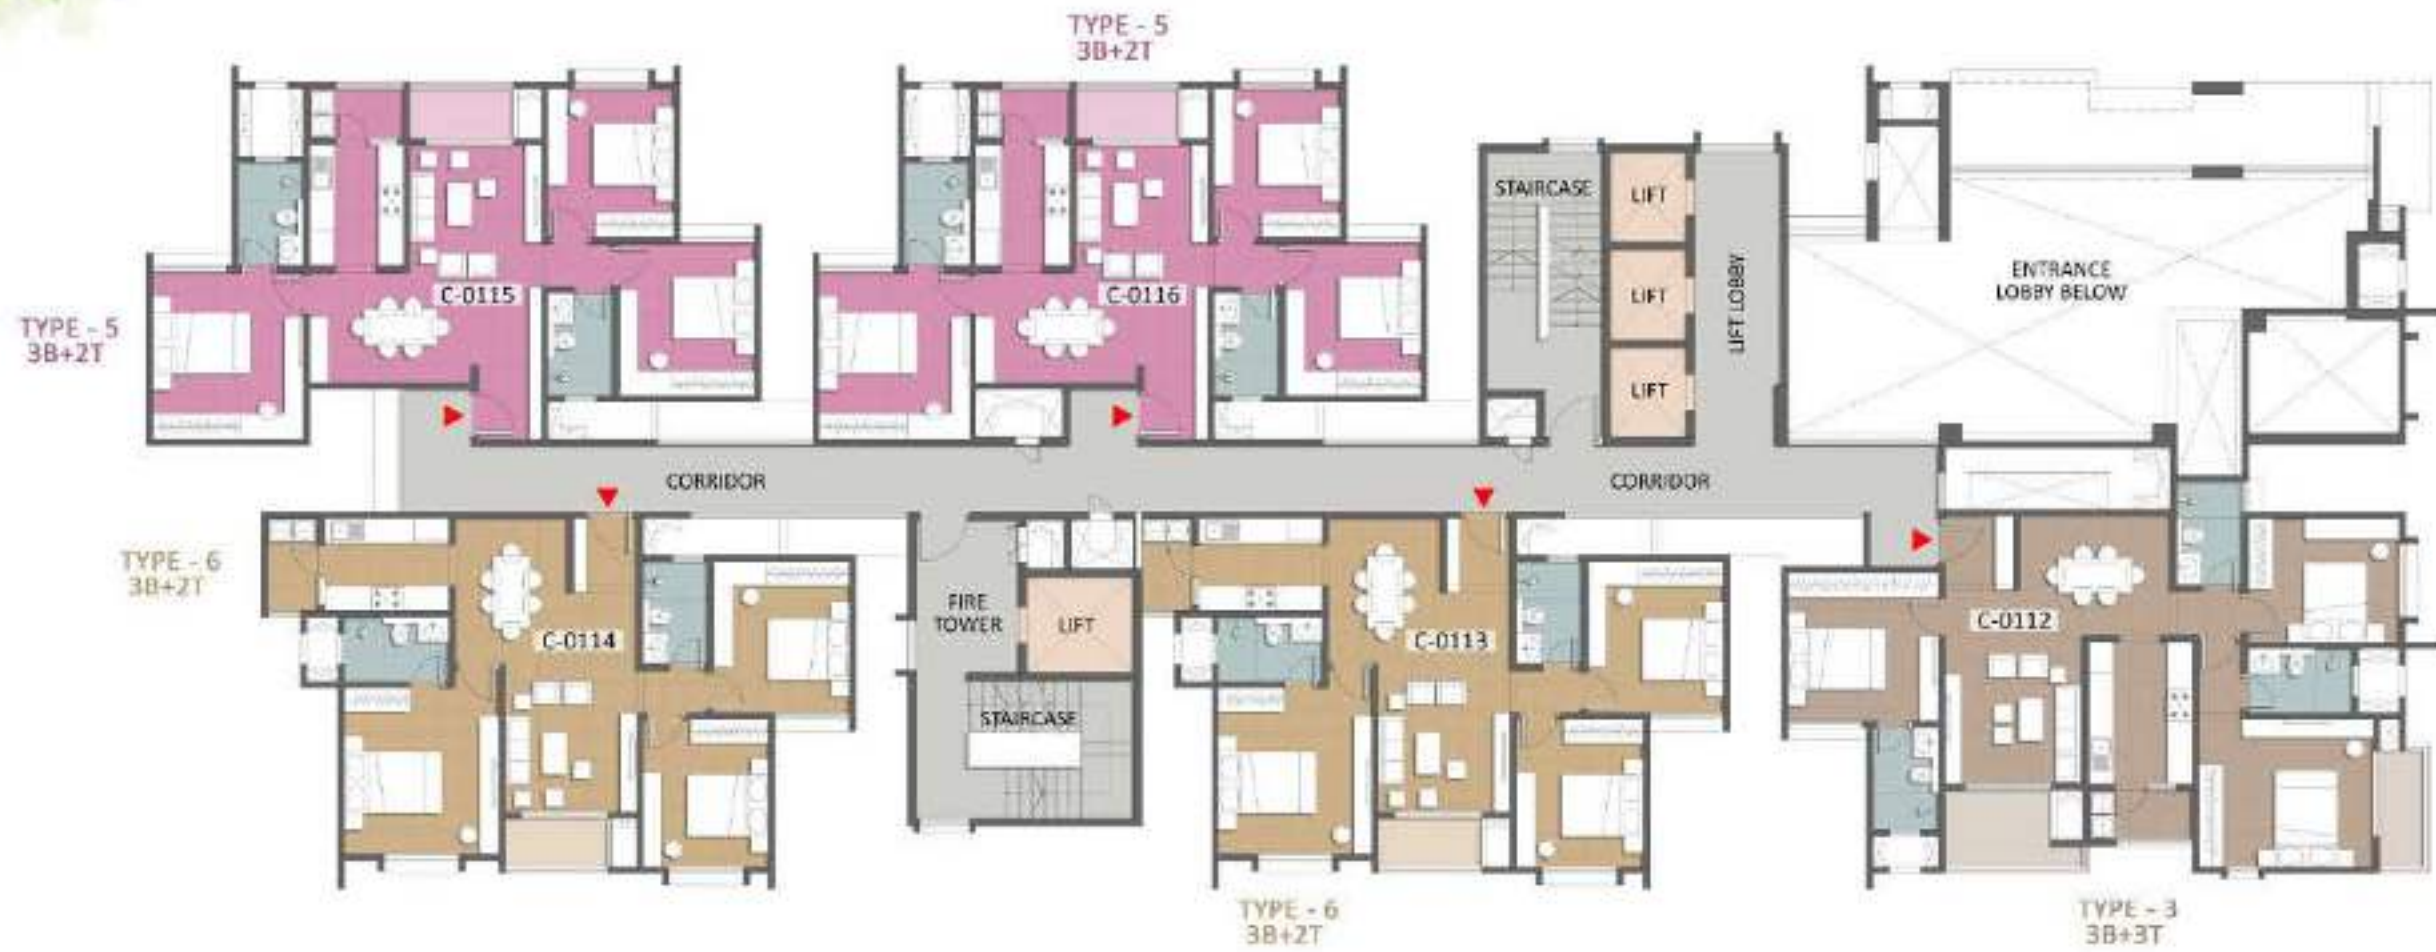 TYPE - 5
3B+2T
STAIRCASE
LIFT
LIFT
LIFT
LIFT LOBBY
ENTRANCE
LOBBY BELOW
C-0115
C-0116
TYPE - 5
3B+2T
CORRIDOR
CORRIDOR
TYPE - 6
3B+2T
C-0114
FIRE
TOWER
LIFT
STAIRCASE
C-0113
C-0112
TYPE - 6
3B+2T
TYPE - 3
3B+3T